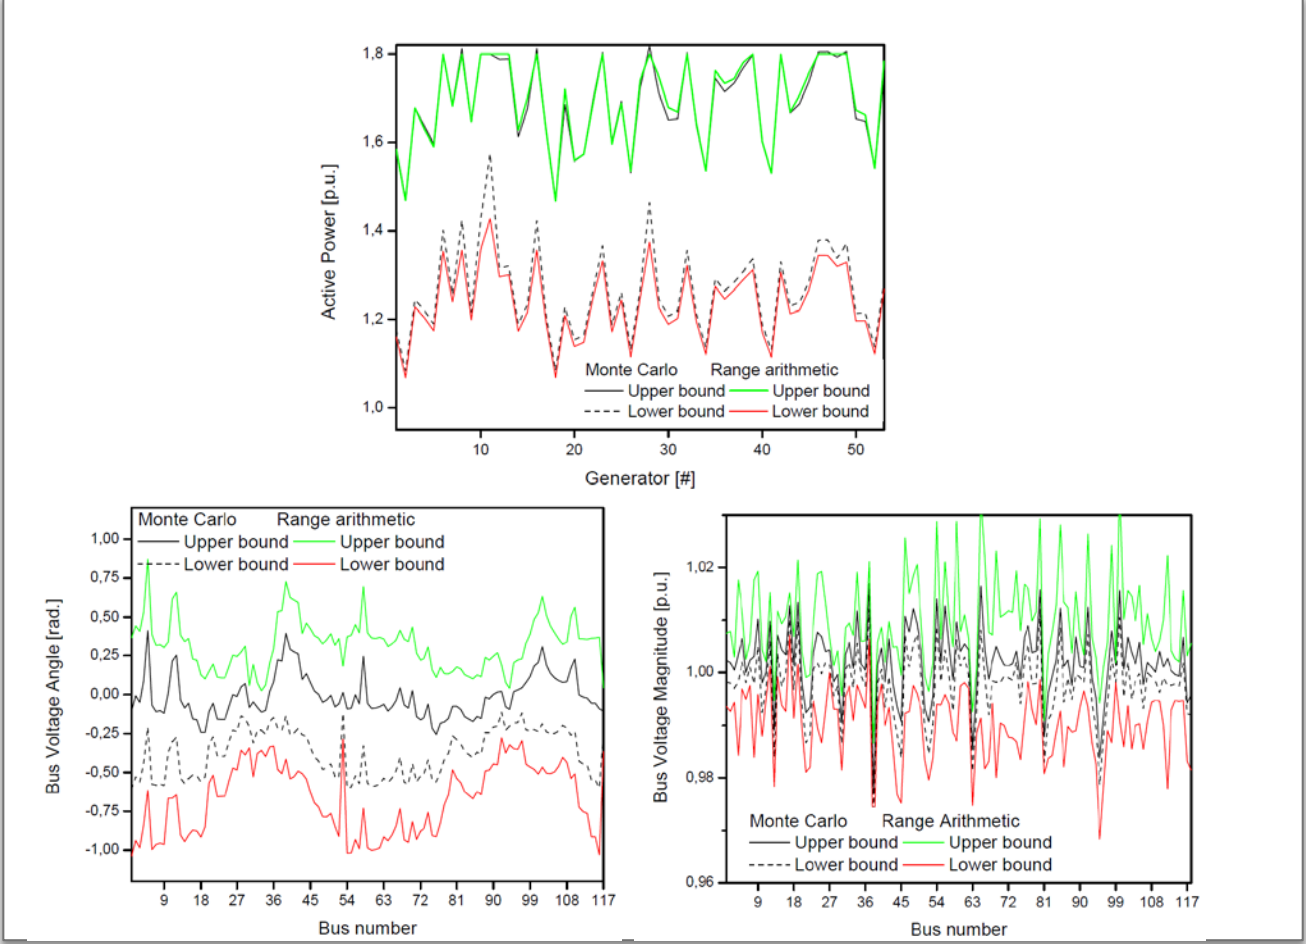 1,8
1,6
1,4
1,2
1,0
Active Power [p.u.]
Monte Carlo Range arithmetic
Upper bound Upper bound
Lower bound Lower bound
10 20 30 40 50
Generator [#]
Monte Carlo Range arithmetic
Upper bound Upper bound
Lower bound Lower bound
1,00
0,75
0,50
0,25
0,00
-0,25
-0,50
-0,75
-1,00
Bus Voltage Angle [rad.]
9 18 27 36 45 54 63 72 81 90 99 108 117
Bus number
1,02
1.00
0.98
0.96
Bus Voltage Magnitude [p.u.]
Monte Carlo Range Arithmetic
Upper bound Upper bound
Lower bound Lower bound
9 18 27 36 45 54 63 72 81 90 99 108 117
Bus number